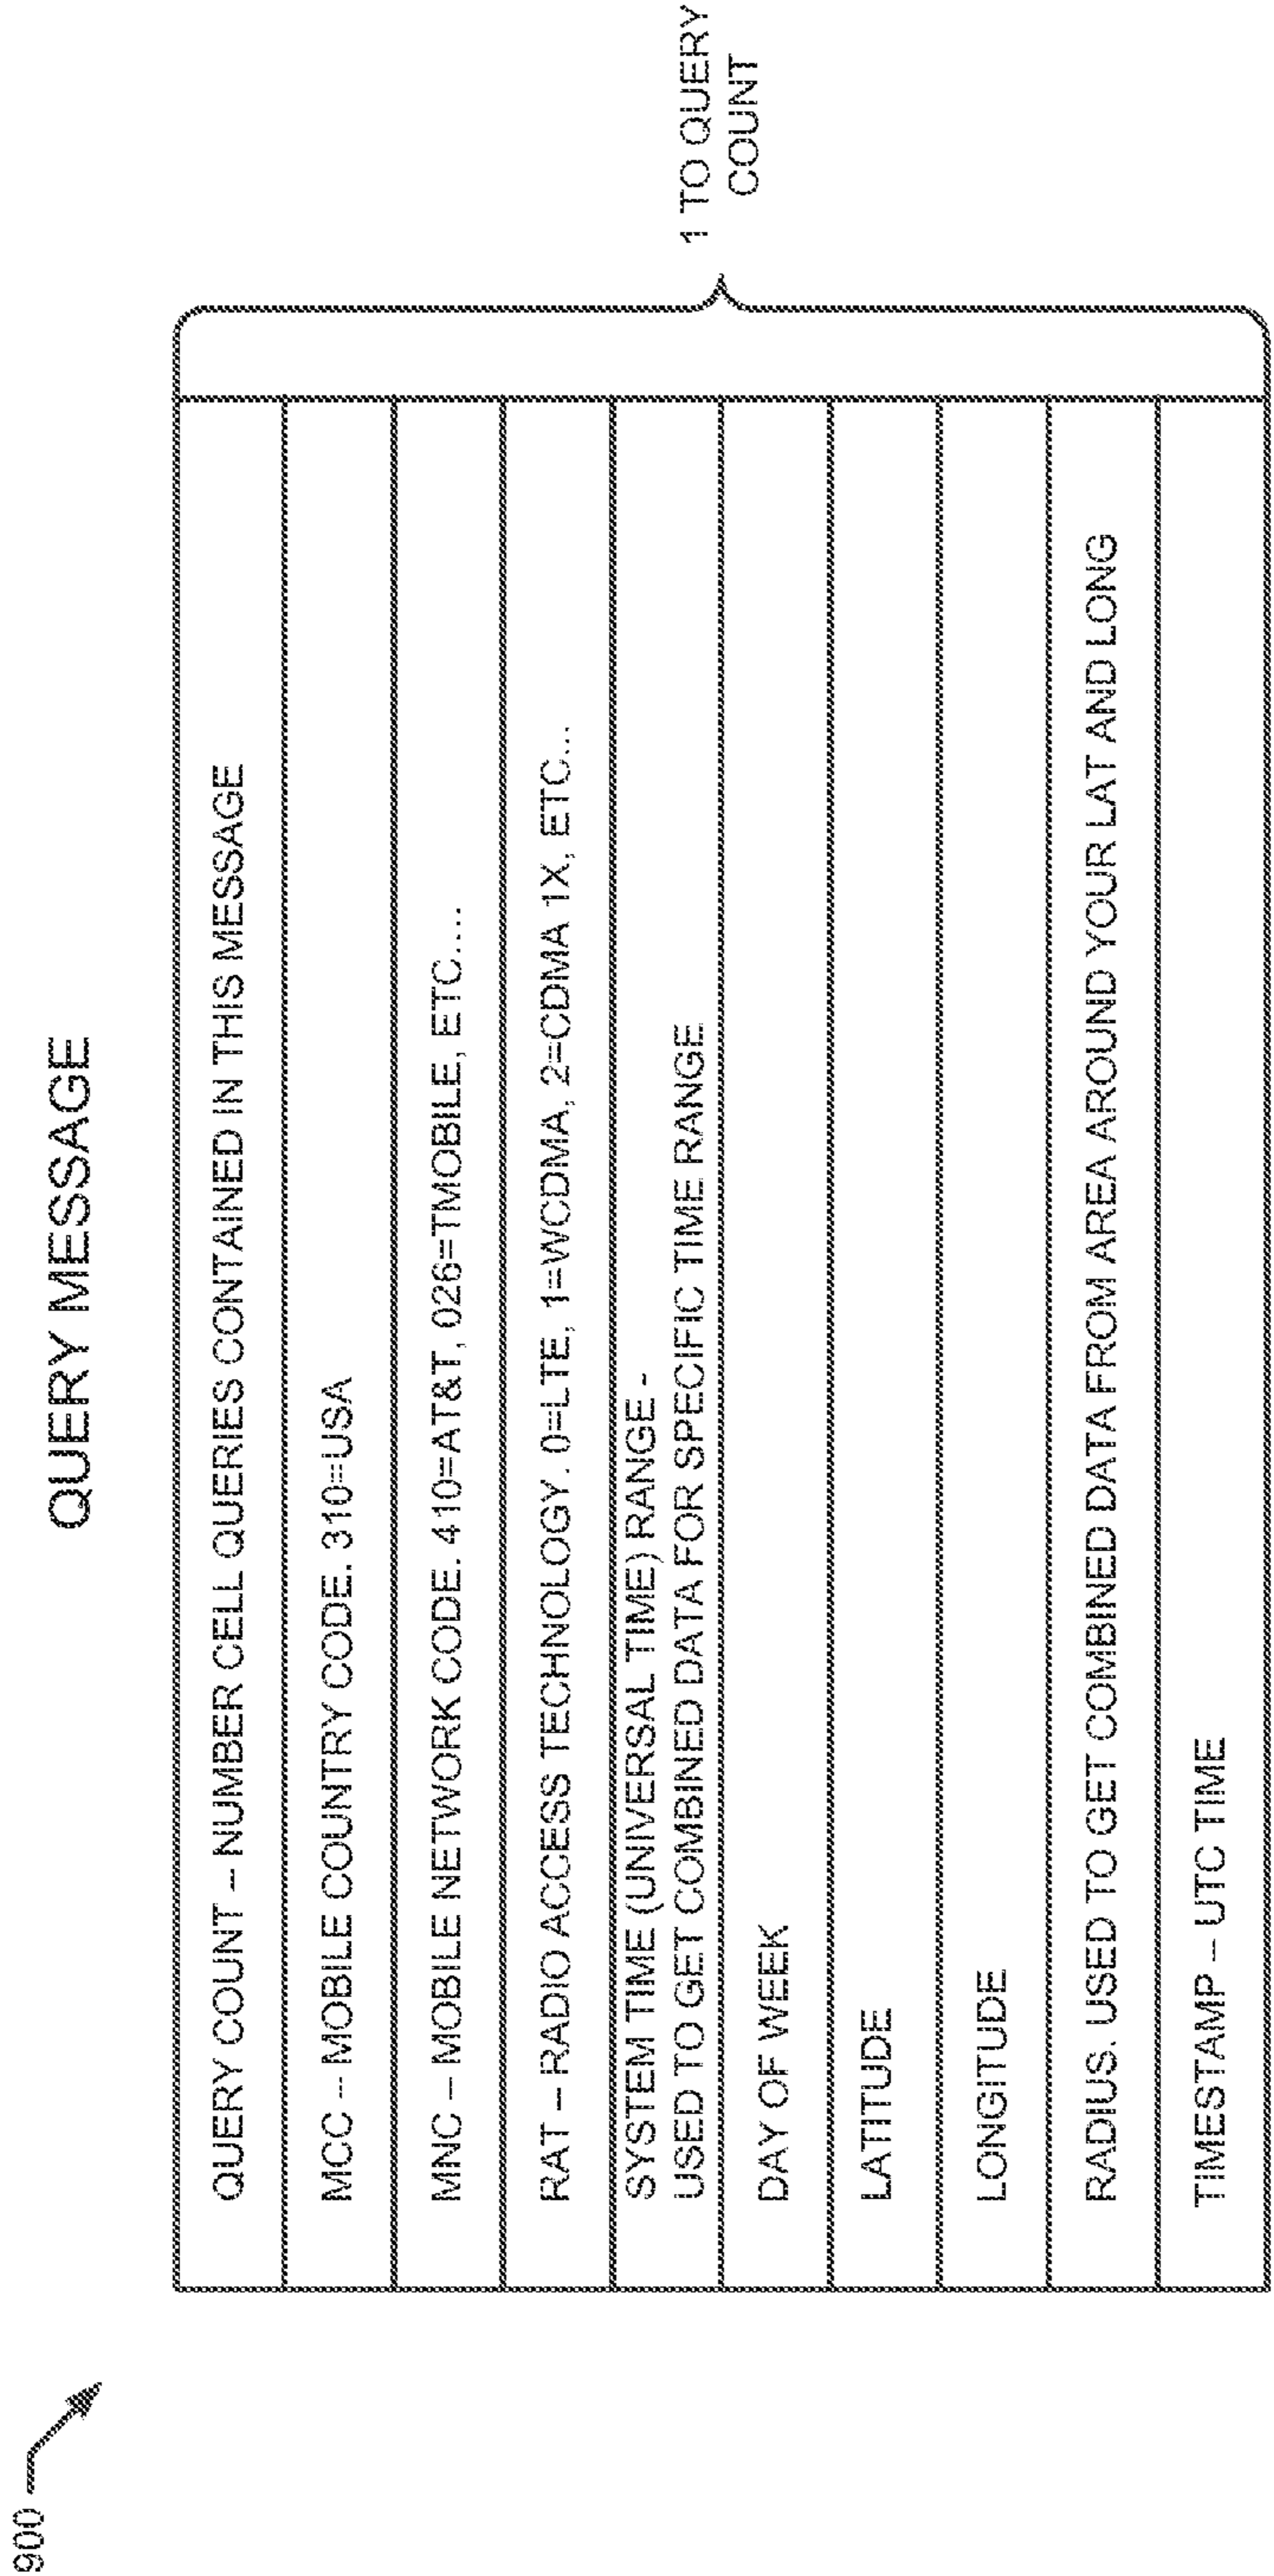 900
QUERY MESSAGE
QUERY COUNT – NUMBER CELL QUERIES CONTAINED IN THIS MESSAGE
MCC – MOBILE COUNTRY CODE. 310=USA
MNC – MOBILE NETWORK CODE. 410=AT&T, 026=TMOBILE, ETC....
RAT – RADIO ACCESS TECHNOLOGY. 0=LTE, 1=WCDMA, 2=CDMA 1X, ETC...
SYSTEM TIME (UNIVERSAL TIME) RANGE -
USED TO GET COMBINED DATA FOR SPECIFIC TIME RANGE
DAY OF WEEK
LATITUDE
LONGITUDE
RADIUS. USED TO GET COMBINED DATA FROM AREA AROUND YOUR LAT AND LONG
TIMESTAMP – UTC TIME
1 TO QUERY
COUNT